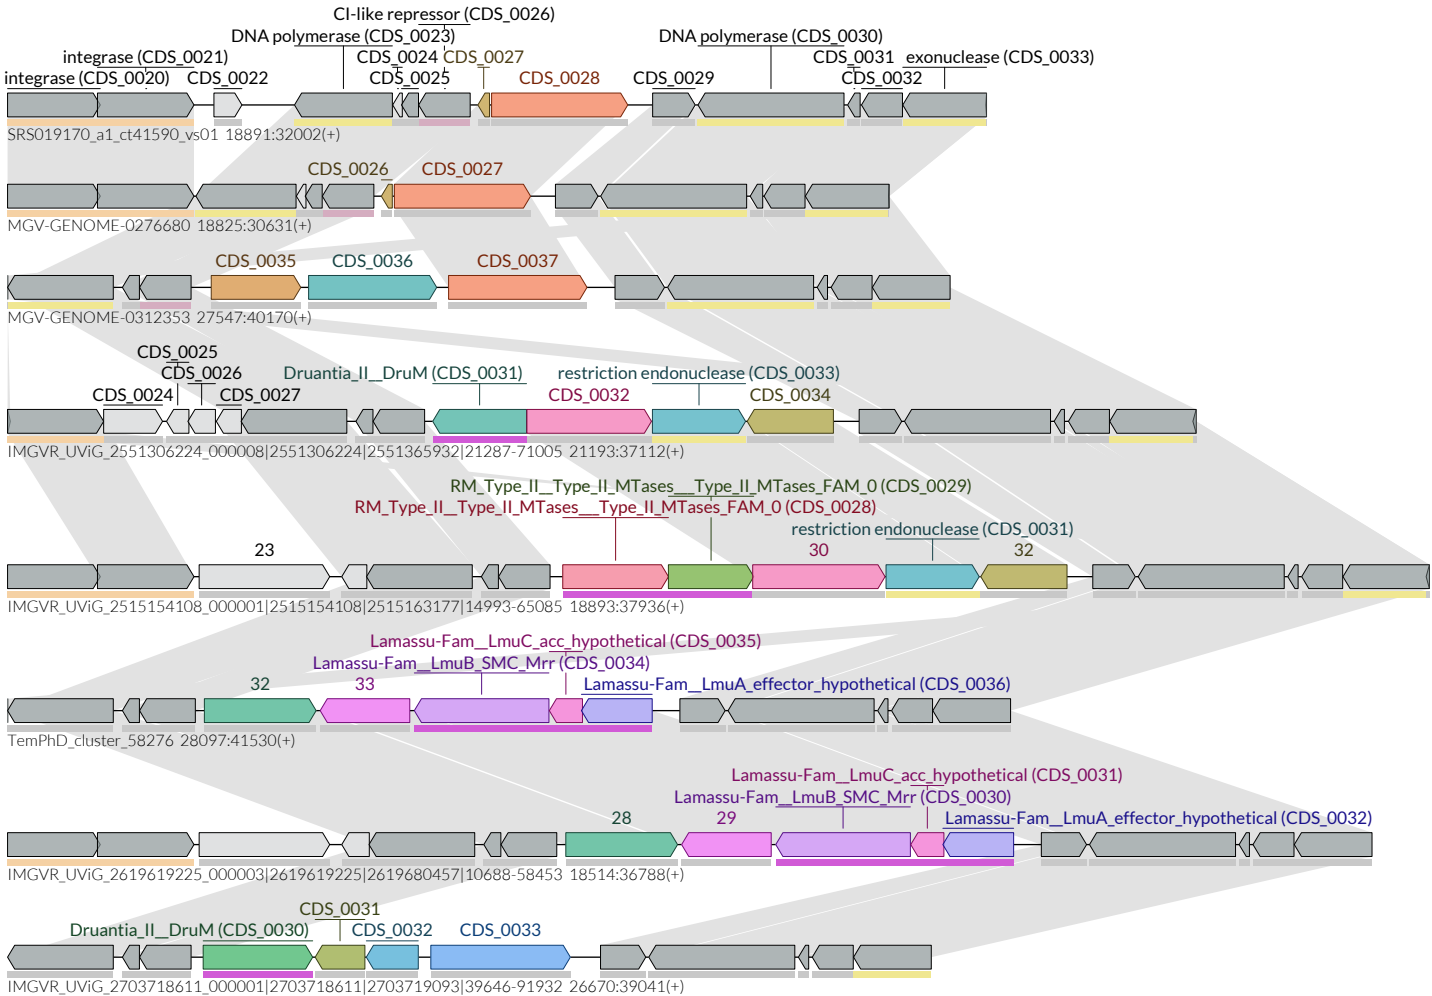 CI-like repressor (CDS_0026)
DNA polymerase (CDS_0023)
DNA polymerase (CDS_0030)
integrase (CDS_0021)
CDS_0024
CDS_0027
CDS_0031
exonuclease (CDS_0033)
integrase (CDS_0020)
CDS_0022
CDS_0025
CDS_0028
CDS_0029
CDS_0032
SRS019170_a1_ct41590_vs01 18891:32002(+)
CDS_0026
CDS_0027
MGV-GENOME-0276680 18825:30631(+)
CDS_0035
CDS_0036
CDS_0037
MGV-GENOME-0312353 27547:40170(+)
CDS_0025
CDS_0026
Druantia_II__DruM (CDS_0031)
restriction endonuclease (CDS_0033)
CDS_0024
CDS_0027
CDS_0032
CDS_0034
IMGVR_UViG_2551306224_000008|2551306224|2551365932|21287-71005 21193:37112(+)
RM_Type_II__Type_II_MTases___Type_II_MTases_FAM_0 (CDS_0029)
RM_Type_II__Type_II_MTases___Type_II_MTases_FAM_0 (CDS_0028)
restriction endonuclease (CDS_0031)
23
30
32
IMGVR_UViG_2515154108_000001|2515154108|2515163177|14993-65085 18893:37936(+)
Lamassu-Fam__LmuC_acc_hypothetical (CDS_0035)
Lamassu-Fam__LmuB_SMC_Mrr (CDS_0034)
32
33
Lamassu-Fam__LmuA_effector_hypothetical (CDS_0036)
TemPhD_cluster_58276 28097:41530(+)
Lamassu-Fam__LmuC_acc_hypothetical (CDS_0031)
Lamassu-Fam__LmuB_SMC_Mrr (CDS_0030)
28
29
Lamassu-Fam__LmuA_effector_hypothetical (CDS_0032)
IMGVR_UViG_2619619225_000003|2619619225|2619680457|10688-58453 18514:36788(+)
CDS_0031
Druantia_II__DruM (CDS_0030)
CDS_0032
CDS_0033
IMGVR_UViG_2703718611_000001|2703718611|2703719093|39646-91932 26670:39041(+)